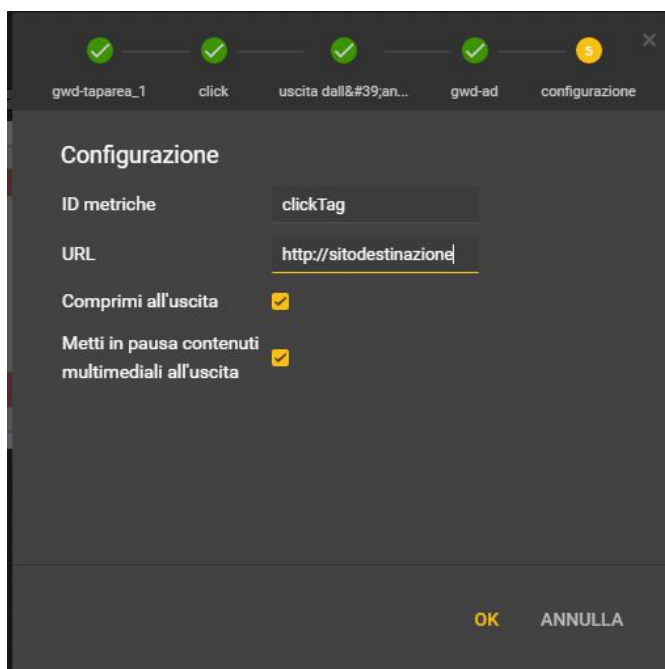 5
gwd-taparea_1 click uscita dall&#39;an... gwd-ad configurazione
Configurazione
ID metriche clickTag
URL http://sitodestinazione
Comprimi all'uscita
Metti in pausa contenuti
multimediali all'uscita
OK ANNULLA